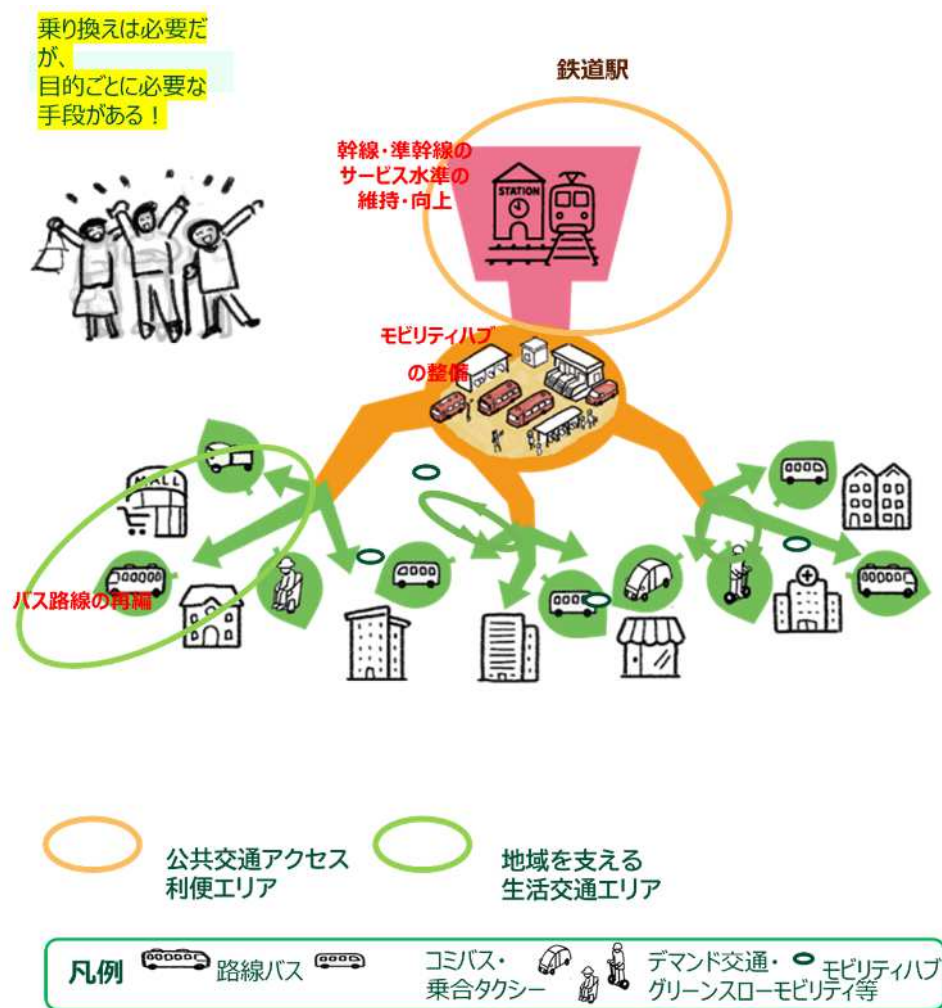 乗り換えは必要だ
が、
目的ごとに必要な
手段がある！
鉄道駅
幹線・準幹線の
サービス水準の
維持・向上
STATION
モビリティハブ
の整備
MALL
バス路線の再編
公共交通アクセス
利便エリア
地域を支える
生活交通エリア
凡例
路線バス
コミバス・
乗合タクシー
デマンド交通・
グリーンスローモビリティ等
モビリティハブ